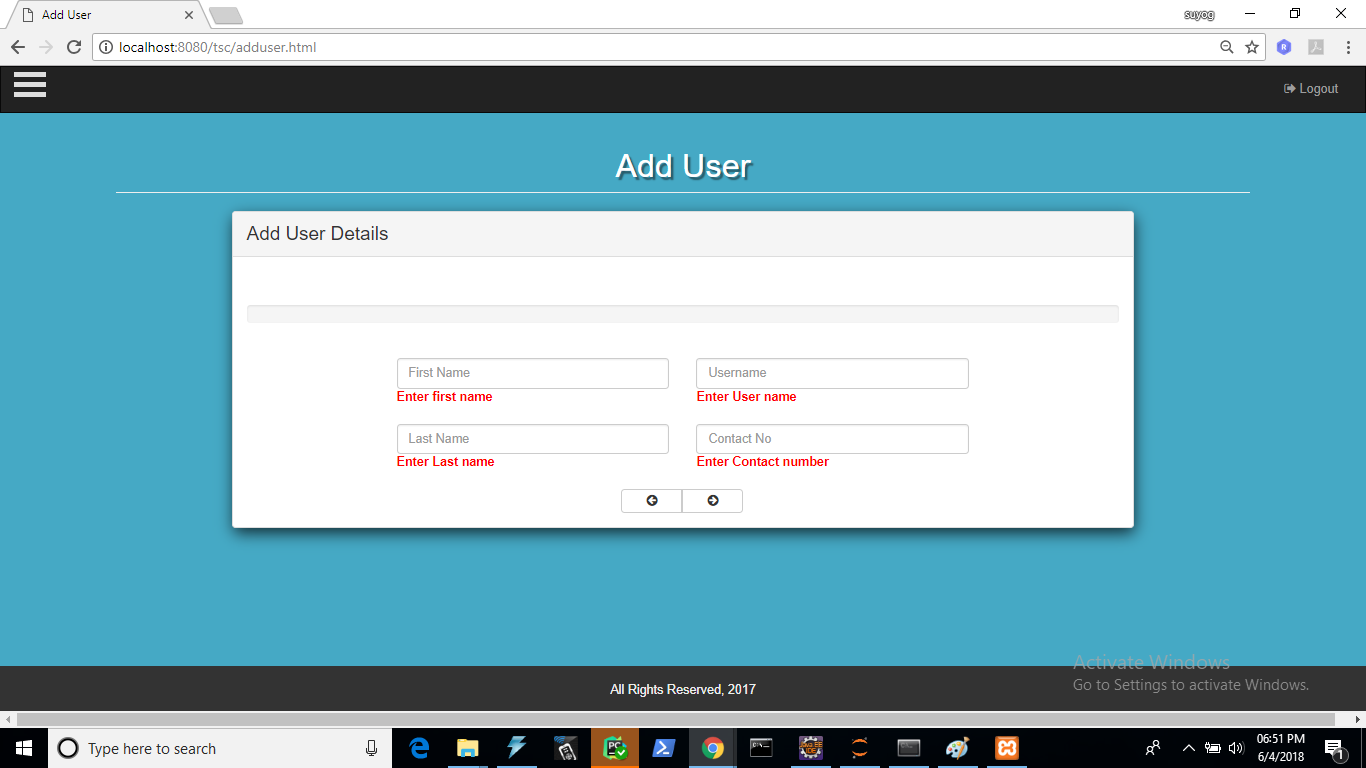 Add User
suyog
localhost:8080/tsc/adduser.html
Logout
Add User
Add User Details
First Name
Username
Enter first name
Enter User name
Last Name
Contact No
Enter Last name
Enter Contact number
Activate Windows
Go to Settings to activate Windows.
All Rights Reserved, 2017
Type here to search
PC
06:51 PM
6/4/2018
1